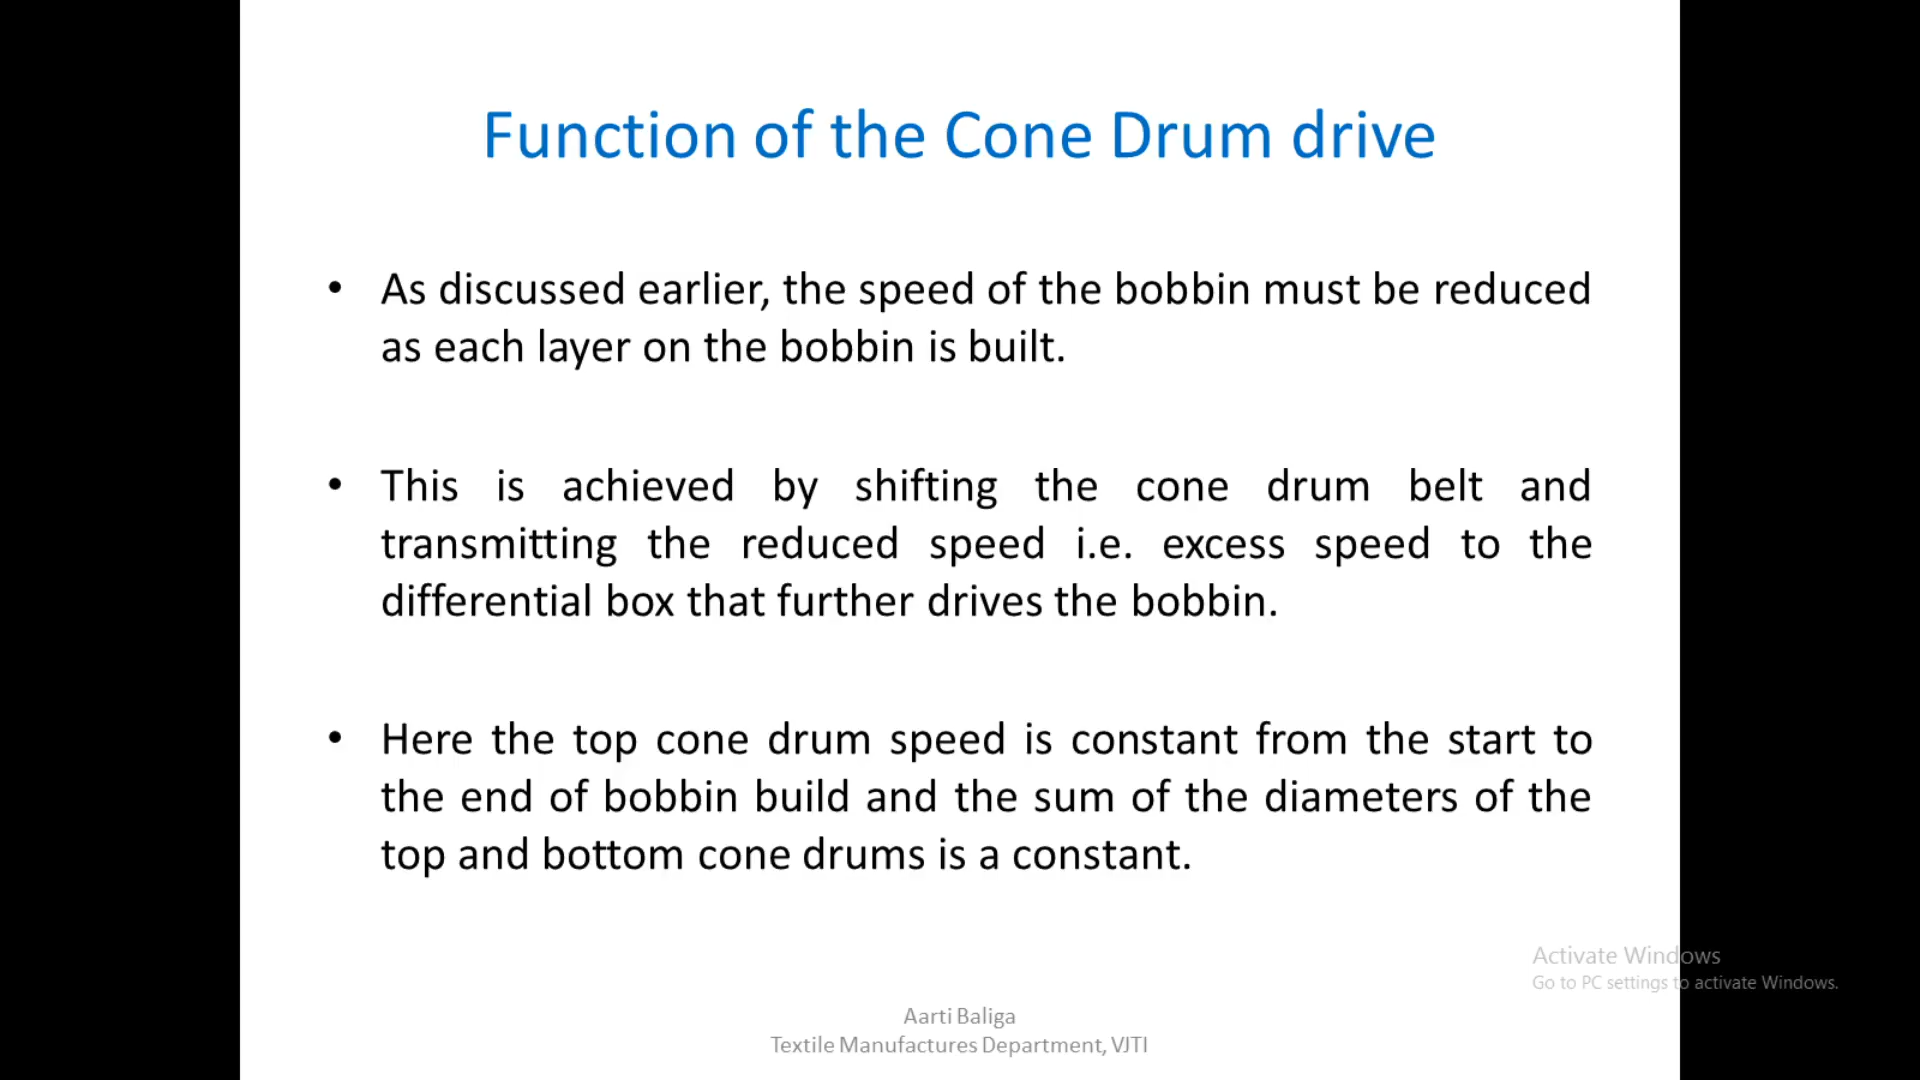 Function of the Cone Drum drive
• As discussed earlier, the speed of the bobbin must be reduced
as each layer on the bobbin is built.
• This is achieved by shifting the cone drum belt and
transmitting the reduced speed i.e. excess speed to the
differential box that further drives the bobbin.
• Here the top cone drum speed is constant from the start to
the end of bobbin build and the sum of the diameters of the
top and bottom cone drums is a constant.
Activate Windows
Go to PC settings to activate Windows.
Aarti Baliga
Textile Manufactures Department, VJTI